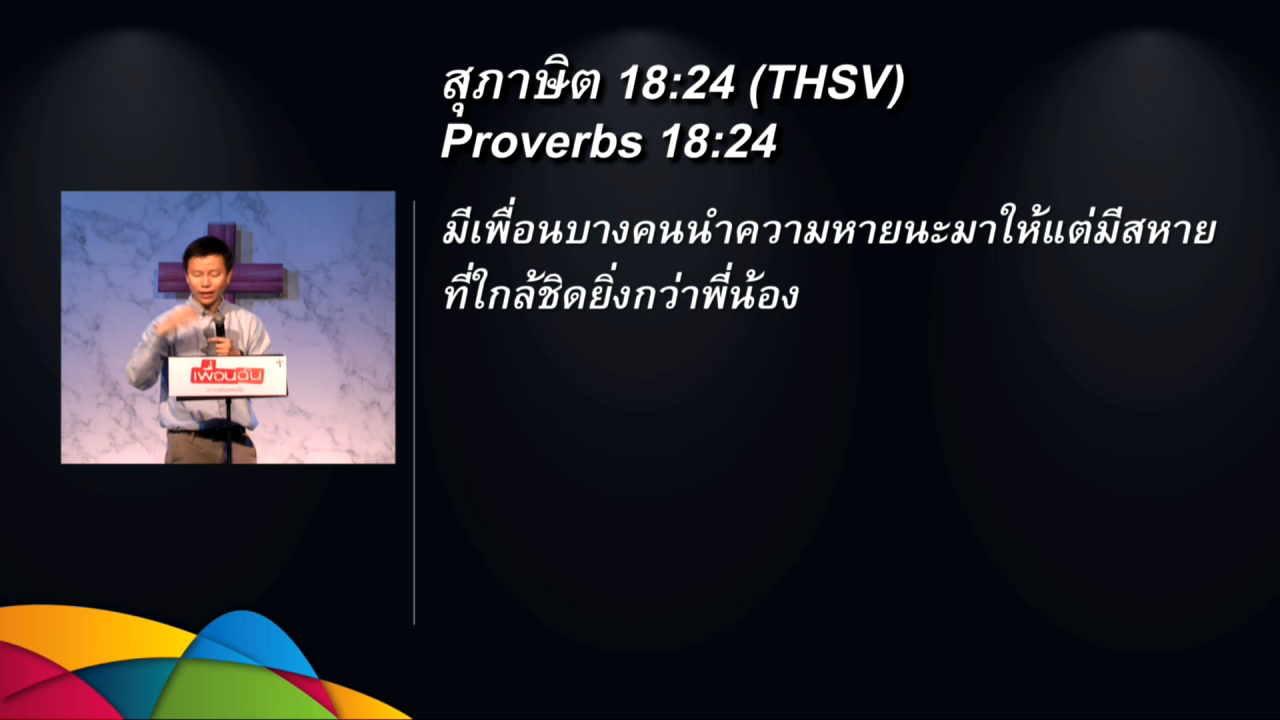 สุภาษิต 18:24 (THSV)
Proverbs 18:24
มีเพื่อนบางคนนำความหายนะมาให้แต่มีสหาย
ที่ใกล้ชิดยิ่งกว่าพี่น้อง
เพื่อนฉัน